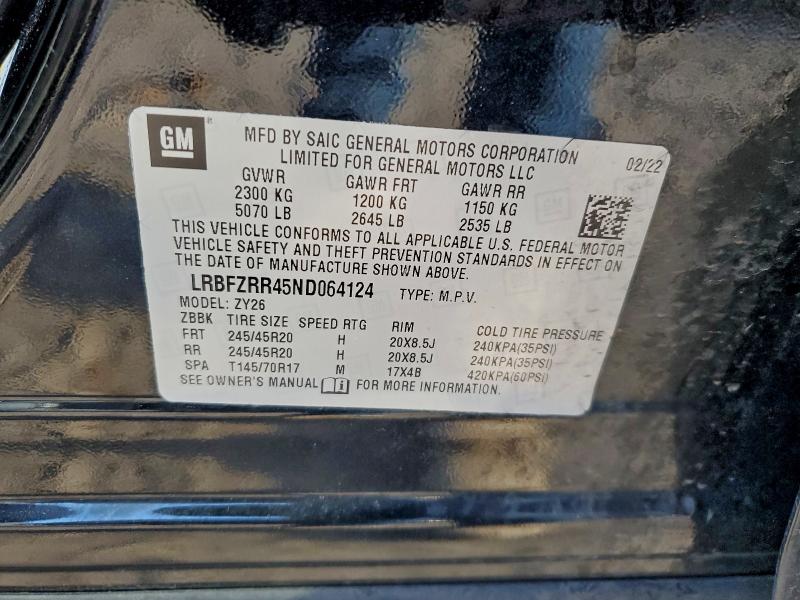 GM
MFD BY SAIC GENERAL MOTORS CORPORATION
LIMITED FOR GENERAL MOTORS LLC
02/22
GVWR GAWR FRT GAWR RR
2300 KG 1200 KG 1150 KG
5070 LB 2645 LB 2535 LB
THIS VEHICLE CONFORMS TO ALL APPLICABLE U.S. FEDERAL MOTOR
VEHICLE SAFETY AND THEFT PREVENTION STANDARDS IN EFFECT ON
THE DATE OF MANUFACTURE SHOWN ABOVE.
LRBFZRR45ND064124 TYPE: M.P.V.
MODEL: ZY26
ZBBK TIRE SIZE SPEED RTG RIM COLD TIRE PRESSURE
FRT 245/45R20 H 20X8.5J 240KPA(35PSI)
RR 245/45R20 H 20X8.5J 240KPA(35PSI)
SPA T145/70R17 M 17X4B 420KPA(60PSI)
SEE OWNER'S MANUAL i FOR MORE INFORMATION.